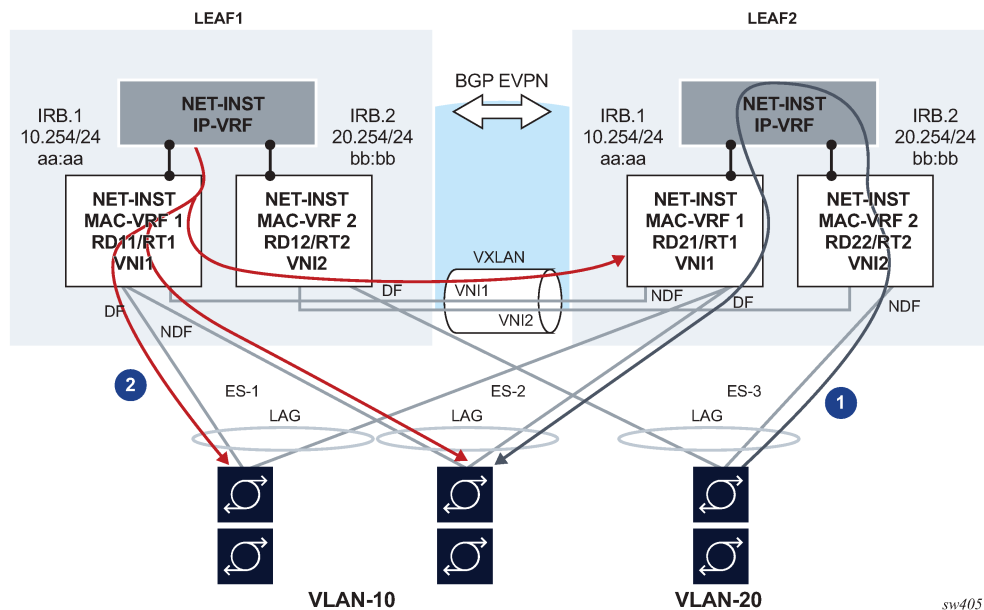 LEAF1
LEAF2
BGP EVPN
NET-INST
IP-VRF
IRB.1
10.254/24
aa:aa
IRB.2
20.254/24
bb:bb
NET-INST
IP-VRF
IRB.1
10.254/24
aa:aa
IRB.2
20.254/24
bb:bb
NET-INST
MAC-VRF 1
RD11/RT1
VNI1
NET-INST
MAC-VRF 2
RD12/RT2
VNI2
NET-INST
MAC-VRF 1
RD21/RT1
VNI1
NET-INST
MAC-VRF 2
RD22/RT2
VNI2
VXLAN
VNI1
VNI2
DF
NDF
DF
NDF
DF
NDF
2
ES-1
ES-2
ES-3
1
LAG
LAG
LAG
VLAN-10
VLAN-20
sw405